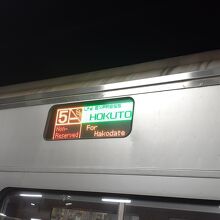 5
HOKUTO
Non-
Reserved
For
Hakodate